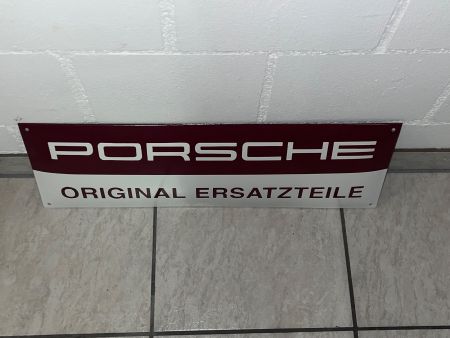 PORSCHE
ORIGINAL ERSATZTEILE